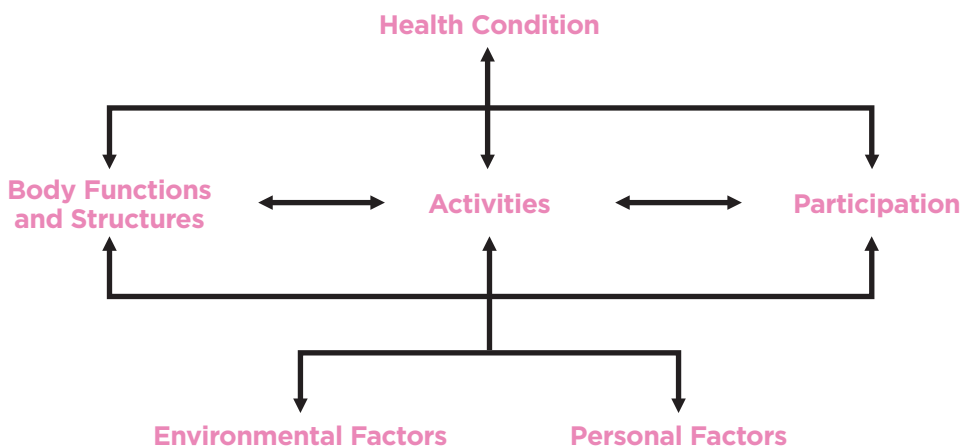 Health Condition
Body Functions
and Structures
Activities
Participation
Environmental Factors
Personal Factors